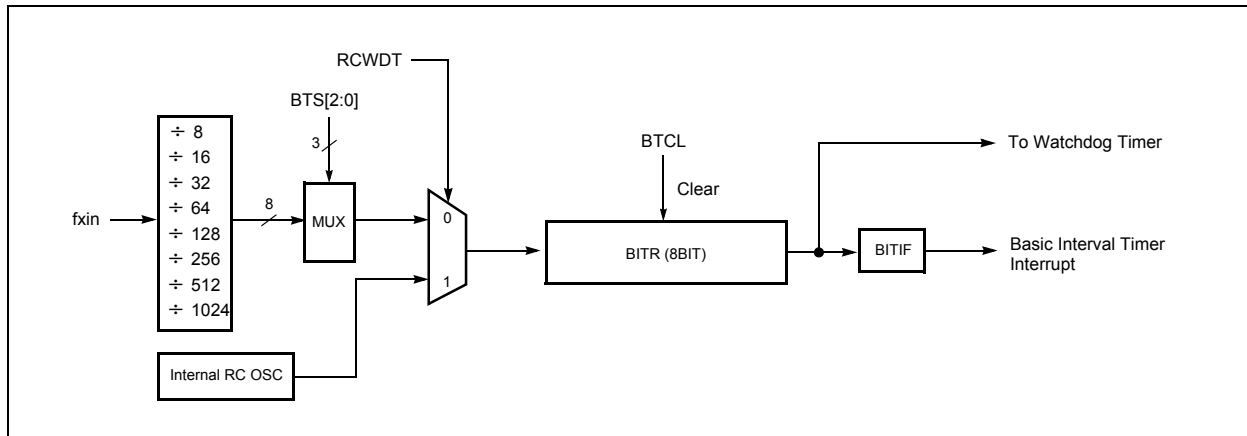 RCWDT
BTS[2:0]
3
÷ 8
÷ 16
÷ 32
÷ 64
÷ 128
÷ 256
÷ 512
÷ 1024
fxin
8
MUX
0
1
Internal RC OSC
BTCL
Clear
BITR (8BIT)
To Watchdog Timer
BITIF
Basic Interval Timer
Interrupt